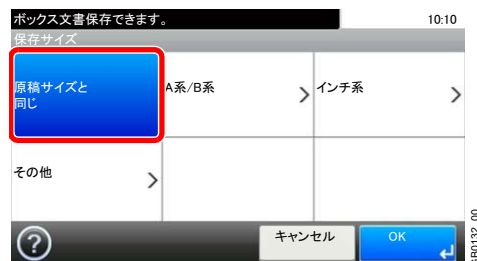 ボックス文書保存できます。
10:10
保存サイズ
原稿サイズと
同じ
A系/B系
インチ系
その他
キャンセル
OK